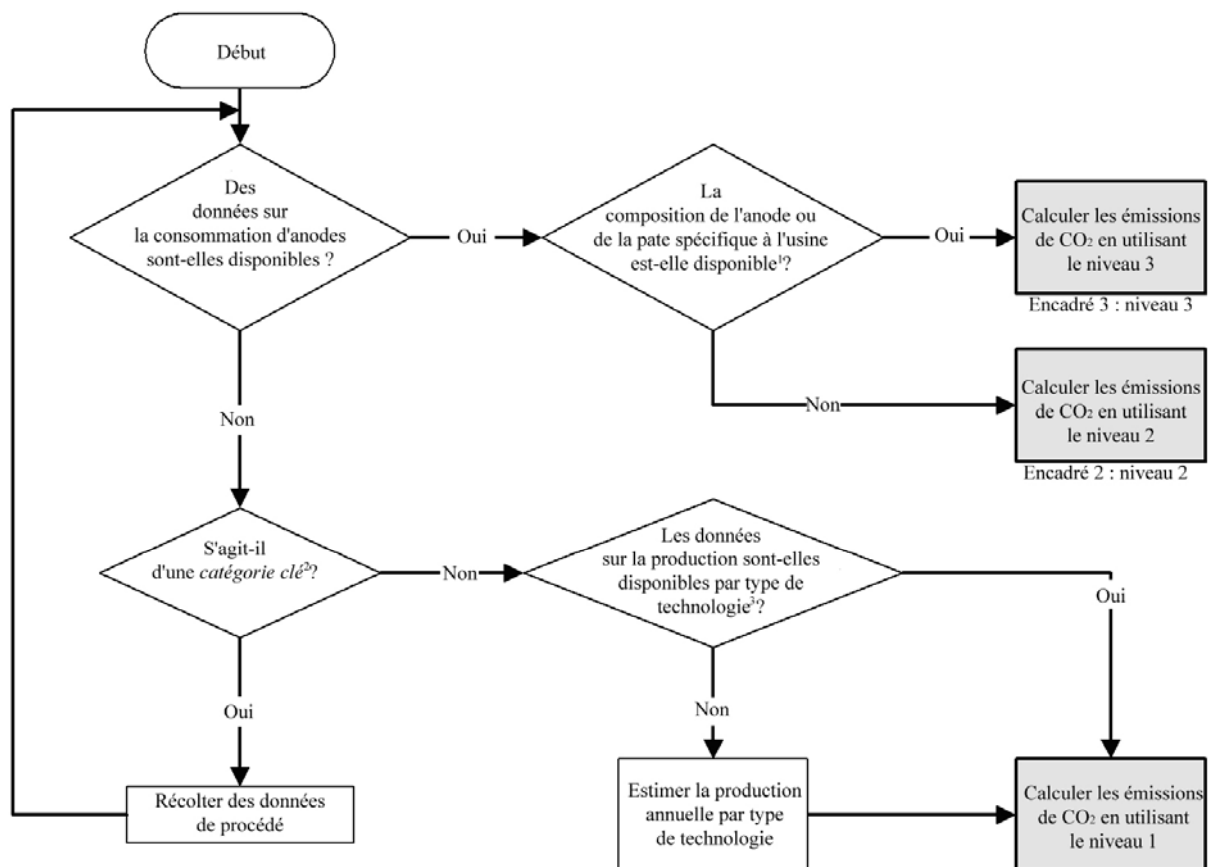 Début
Des
données sur
la consommation d'anodes
sont-elles disponibles ?
Oui
La
composition de l'anode ou
de la pate spécifique à l'usine
est-elle disponible¹?
Oui
Calculer les émissions
de CO₂ en utilisant
le niveau 3
Encadré 3 : niveau 3
Non
Calculer les émissions
de CO₂ en utilisant
le niveau 2
Encadré 2 : niveau 2
Non
S'agit-il
d'une catégorie clé²?
Non
Les données
sur la production sont-elles
disponibles par type de
technologie³?
Oui
Oui
Non
Récolter des données
de procédé
Estimer la production
annuelle par type
de technologie
Calculer les émissions
de CO₂ en utilisant
le niveau 1